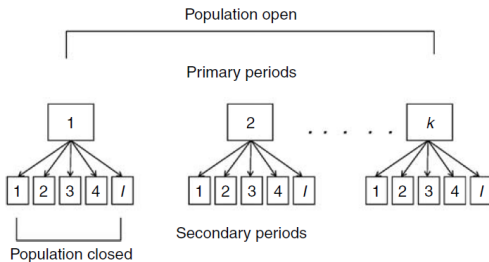 Population open
Primary periods
1 2 . . . . . k
1 2 3 4 l 1 2 3 4 l 1 2 3 4 l
Secondary periods
Population closed